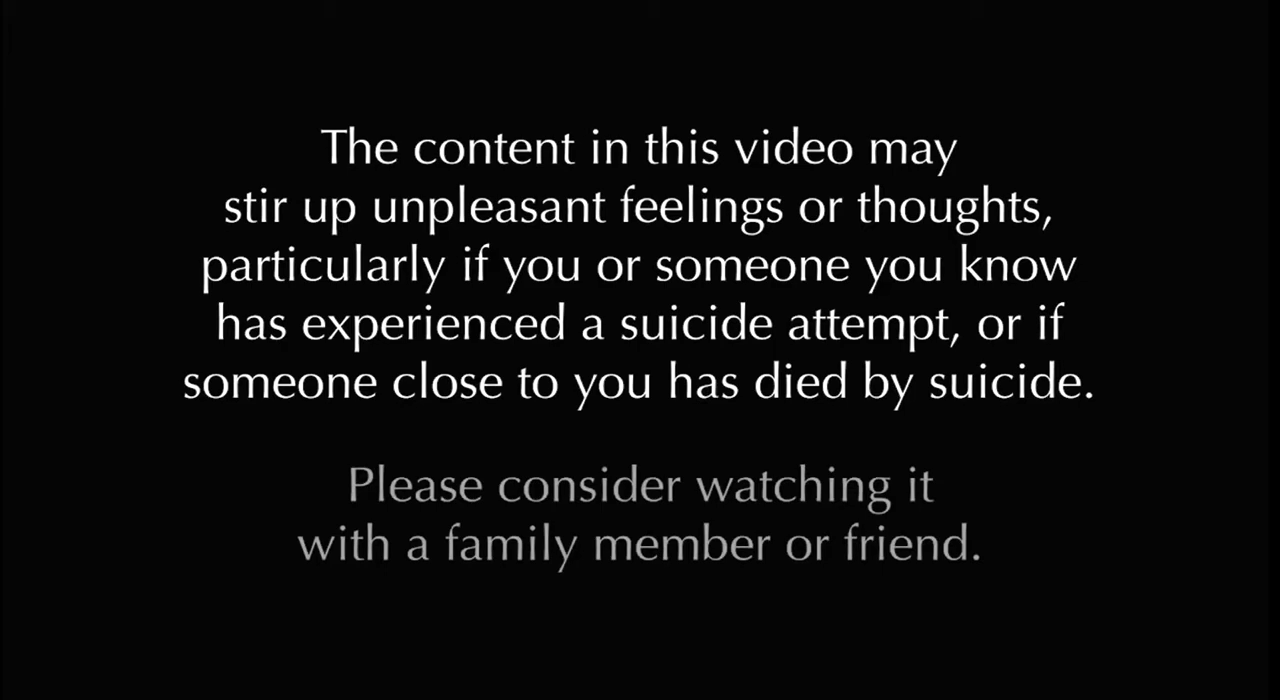 The content in this video may
stir up unpleasant feelings or thoughts,
particularly if you or someone you know
has experienced a suicide attempt, or if
someone close to you has died by suicide.
Please consider watching it
with a family member or friend.